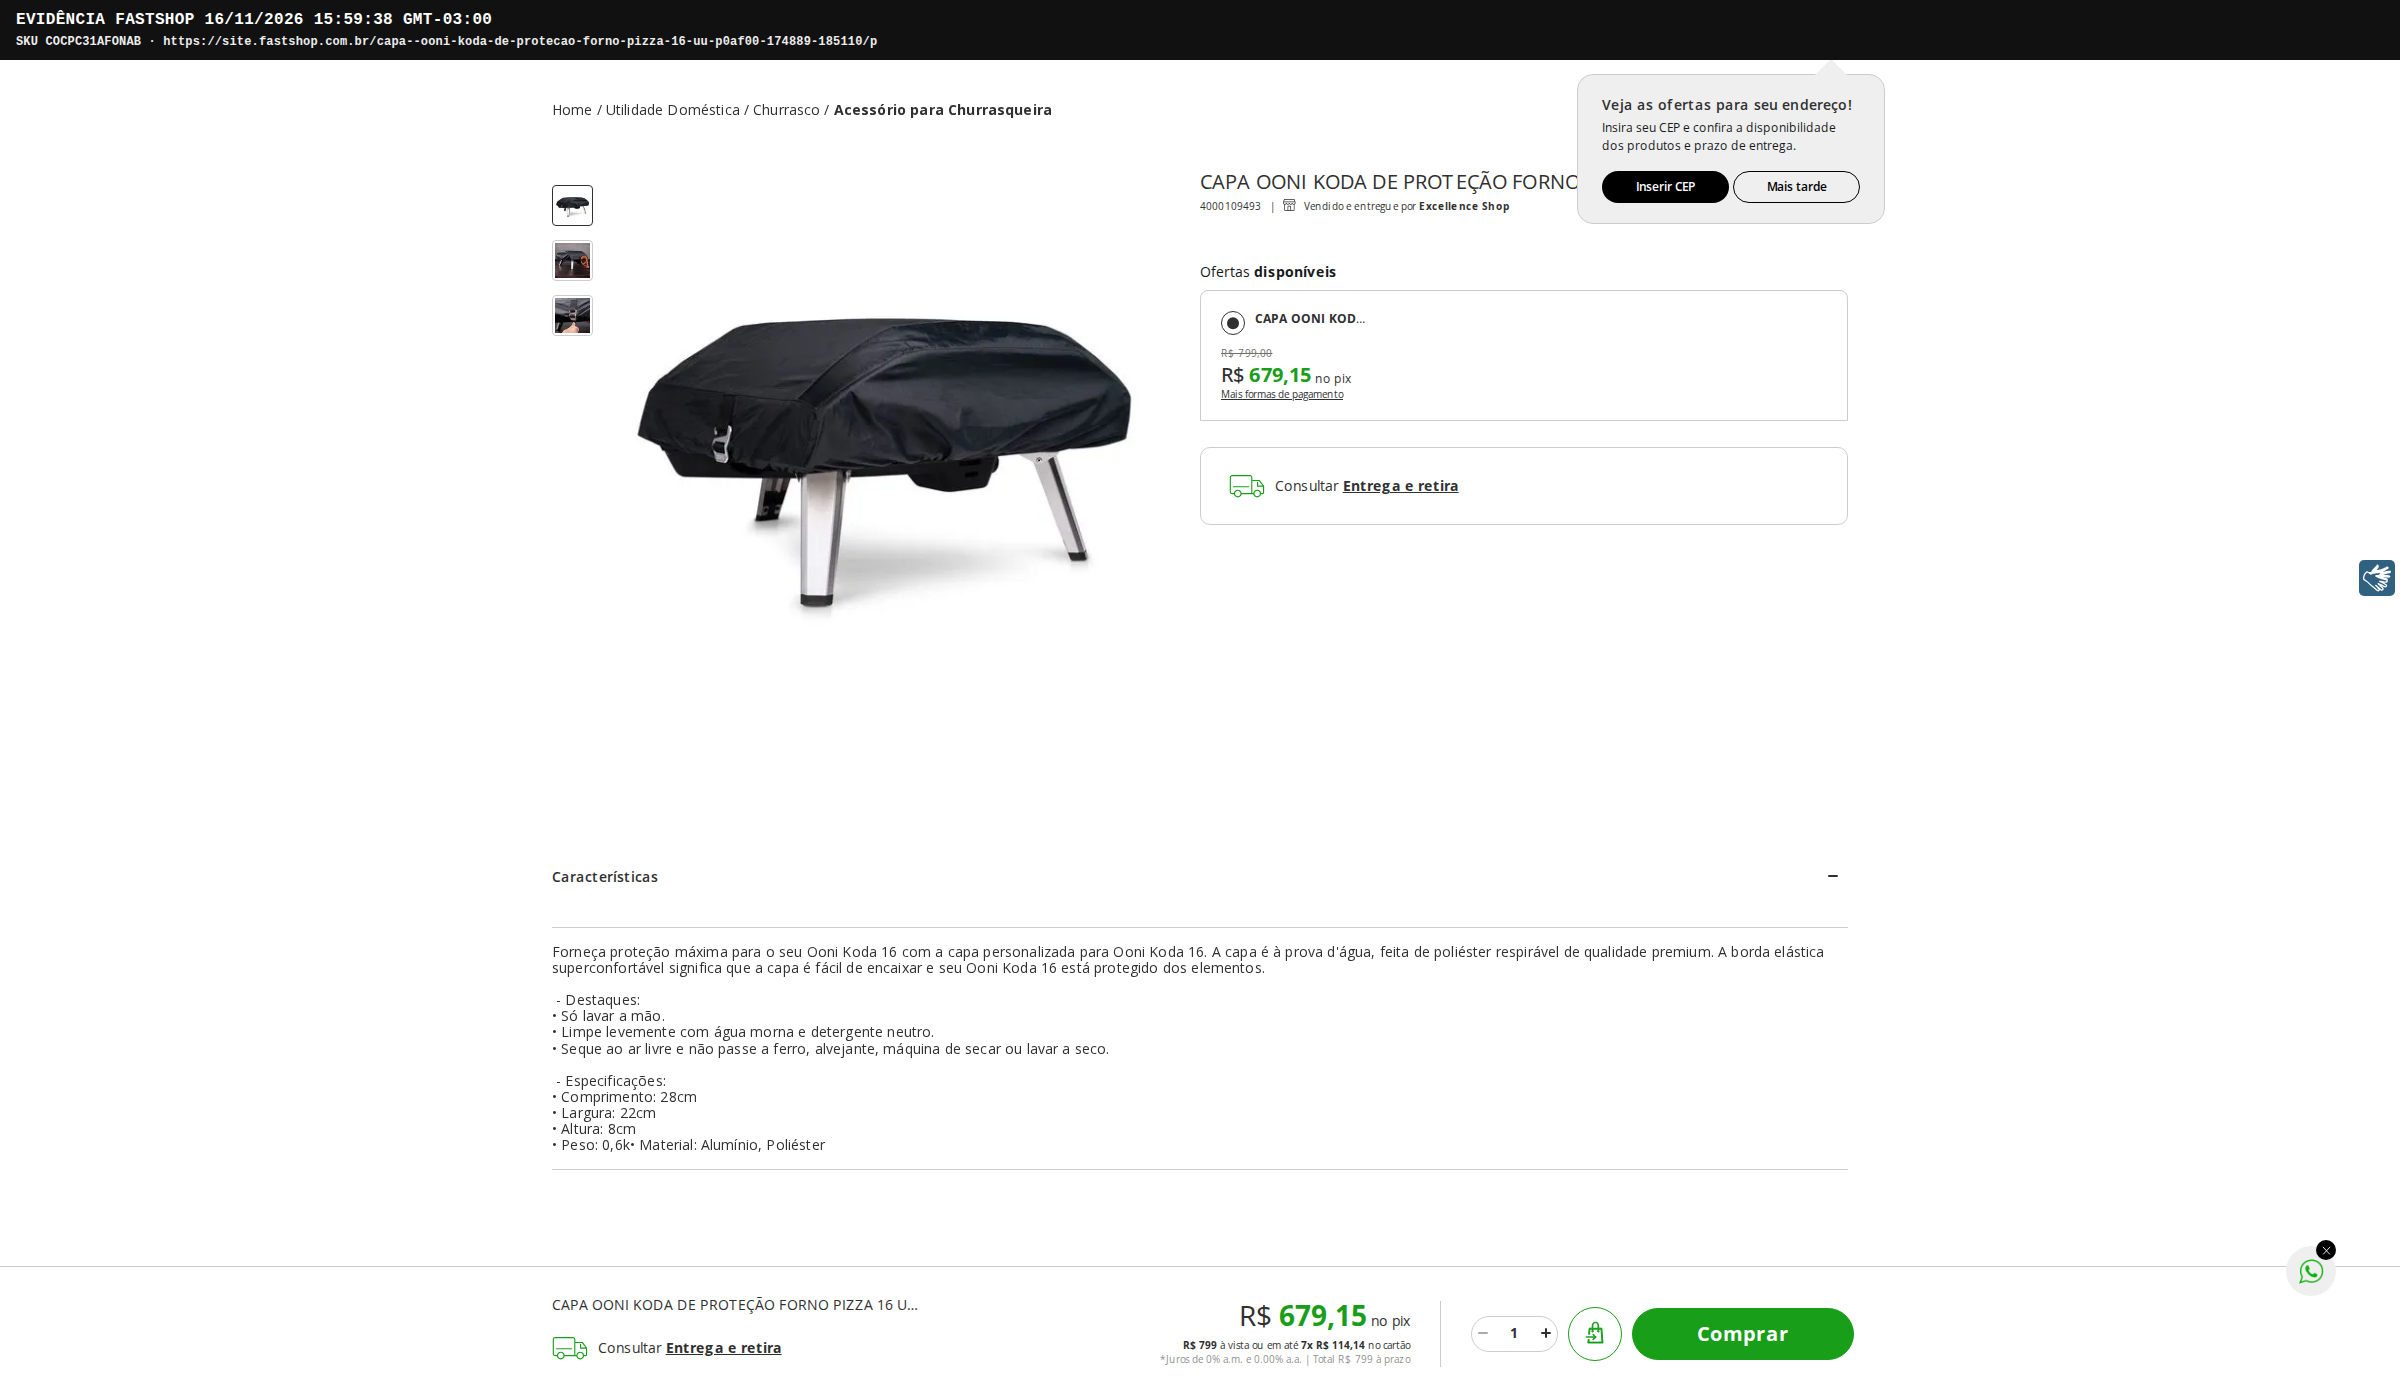 EVIDÊNCIA FASTSHOP 16/11/2026 15:59:38 GMT-03:00
SKU COCPC31AFONAB · https://site.fastshop.com.br/capa--ooni-koda-de-protecao-forno-pizza-16-uu-p0af00-174889-185110/p
Home / Utilidade Doméstica / Churrasco / Acessório para Churrasqueira
Veja as ofertas para seu endereço!
Insira seu CEP e confira a disponibilidade
dos produtos e prazo de entrega.
Inserir CEP
Mais tarde
CAPA OONI KODA DE PROTEÇÃO FORNO
4000109493 | Vendido e entregue por Excellence Shop
Ofertas disponíveis
CAPA OONI KOD...
R$ 799,00
R$ 679,15 no pix
Mais formas de pagamento
Consultar Entrega e retira
Características
Forneça proteção máxima para o seu Ooni Koda 16 com a capa personalizada para Ooni Koda 16. A capa é à prova d'água, feita de poliéster respirável de qualidade premium. A borda elástica
superconfortável significa que a capa é fácil de encaixar e seu Ooni Koda 16 está protegido dos elementos.
- Destaques:
• Só lavar a mão.
• Limpe levemente com água morna e detergente neutro.
• Seque ao ar livre e não passe a ferro, alvejante, máquina de secar ou lavar a seco.
- Especificações:
• Comprimento: 28cm
• Largura: 22cm
• Altura: 8cm
• Peso: 0,6k• Material: Alumínio, Poliéster
CAPA OONI KODA DE PROTEÇÃO FORNO PIZZA 16 U...
Consultar Entrega e retira
R$ 679,15 no pix
R$ 799 à vista ou em até 7x R$ 114,14 no cartão
*Juros de 0% a.m. e 0.00% a.a. | Total R$ 799 à prazo
1
Comprar